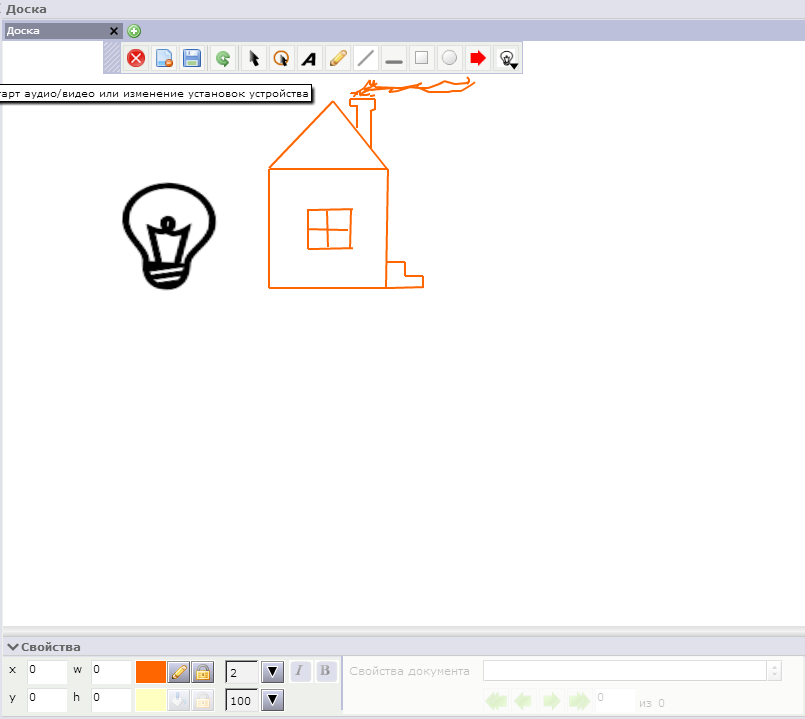 Доска
Доска
A
тарт аудио/видео или изменение установок устройства
Свойства
x 0 w 0 2 I B Свойства документа
y 0 h 0 100 0 из 0